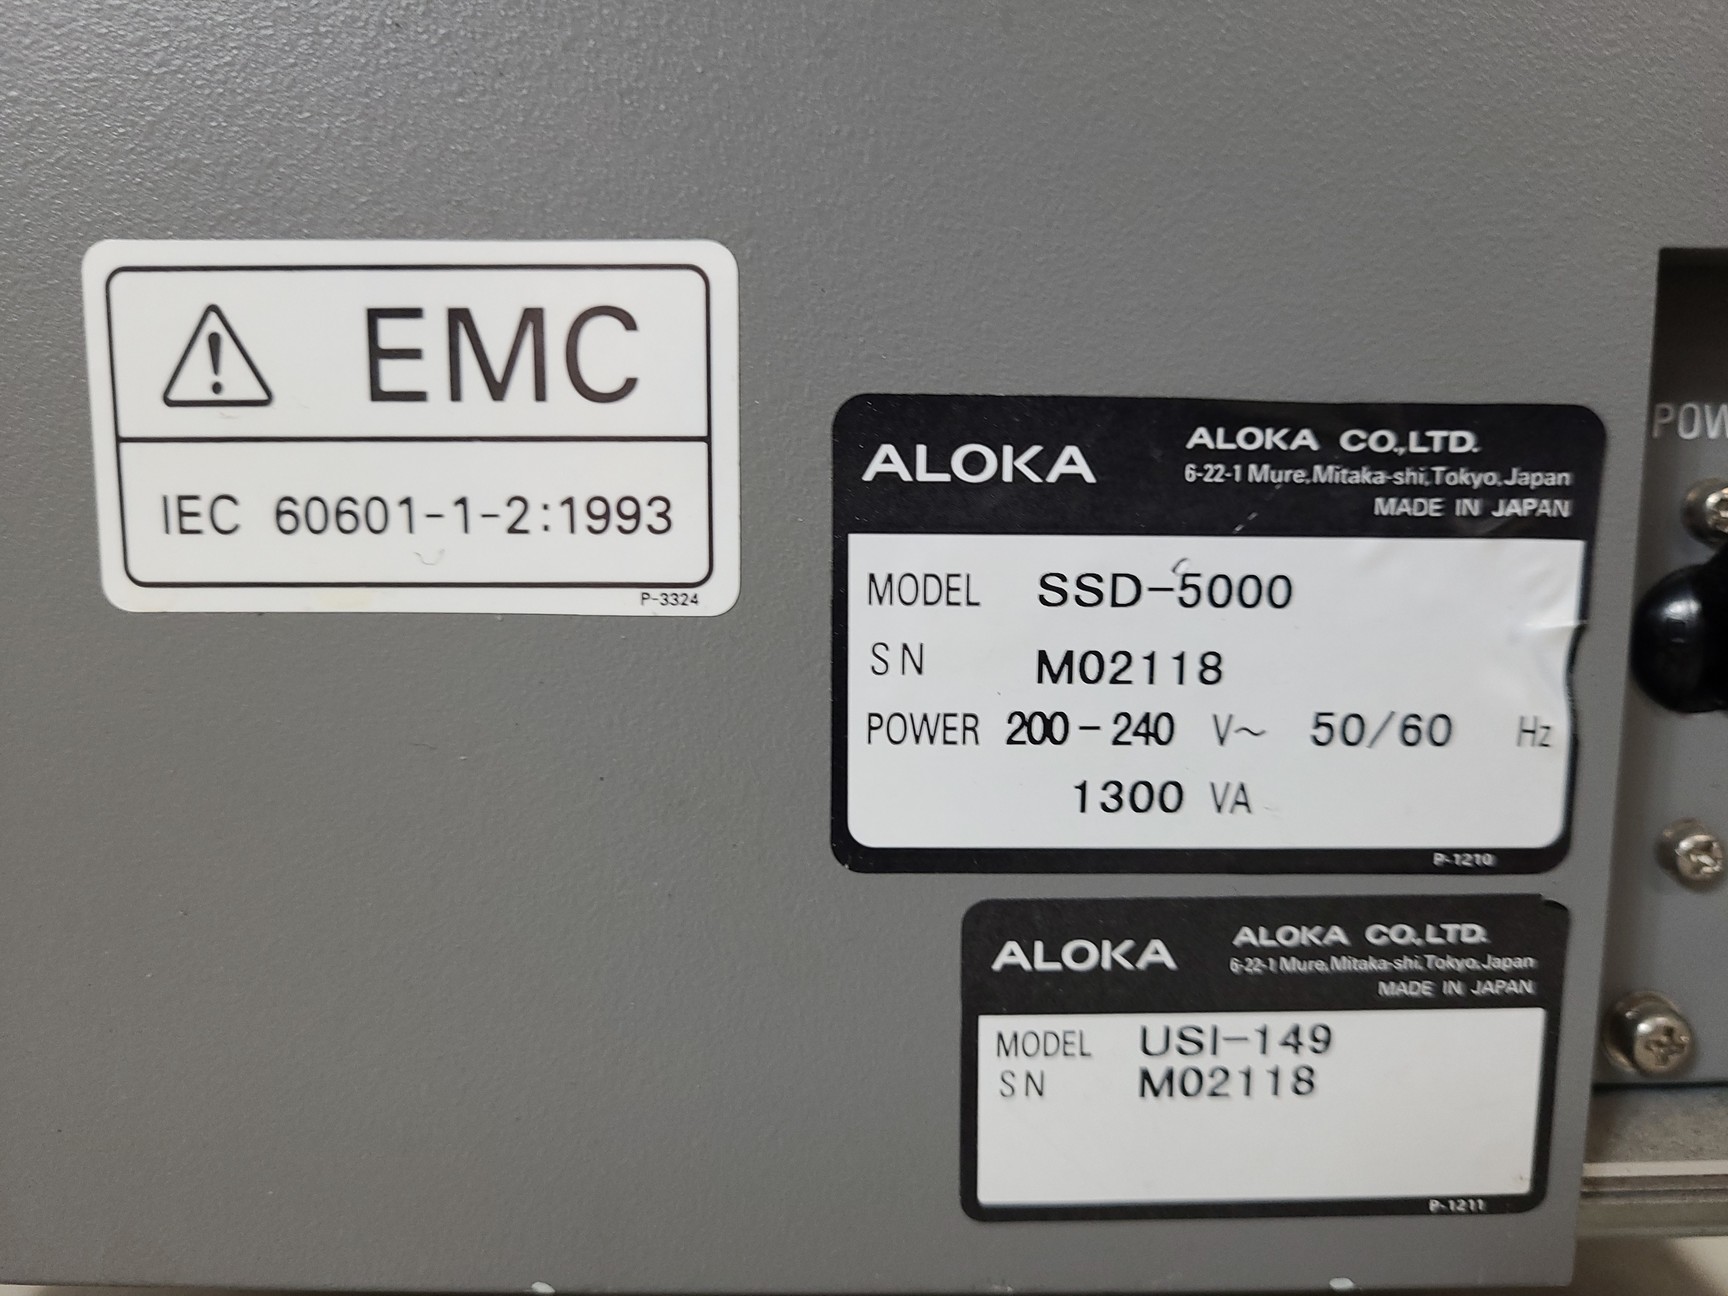 EMC
IEC 60601-1-2:1993
P-3324
ALOKA
ALOKA CO.,LTD.
6-22-1 Mure,Mitaka-shi,Tokyo,Japan
MADE IN JAPAN
MODEL SSD-5000
SN M02118
POWER 200-240 V~ 50/60 Hz
1300 VA
P-1210
ALOKA
ALOKA CO.,LTD.
6-22-1 Mure,Mitaka-shi,Tokyo,Japan
MADE IN JAPAN
MODEL USI-149
SN M02118
P-1211